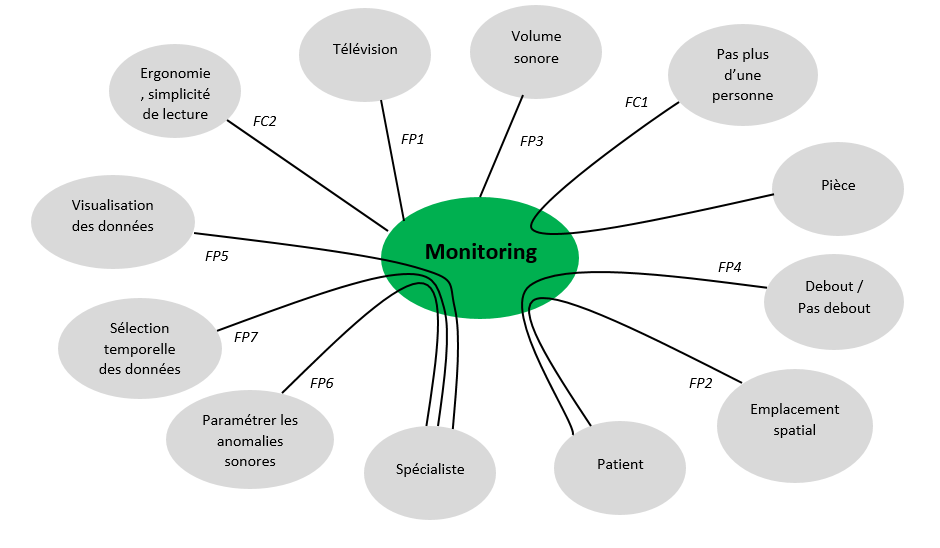 Télévision
Volume
sonore
Pas plus
d’une
personne
Ergonomie
, simplicité
de lecture
FC2
FP1
FP3
FC1
Pièce
Visualisation
des données
FP5
Monitoring
FP4
Debout /
Pas debout
Sélection
temporelle
des données
FP7
FP6
FP2
Emplacement
spatial
Paramétrer les
anomalies
sonores
Spécialiste
Patient